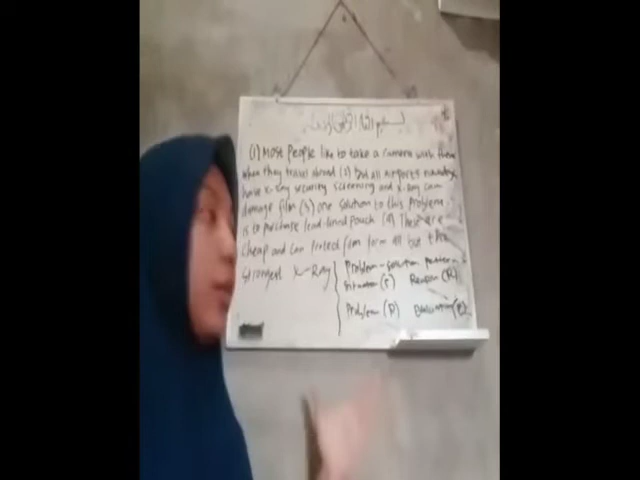 بسم الله الرحمن الرحيم
(1) Most People like to take a camera with them
when they travel abroad (2) but all airports nowadays
have x-ray security screening and x-ray can
damage film (3) one solution to this problem
is to purchase lead-lined pouch (4) These are
cheap and can protect film form all but the
strongest X-Ray
Problem-solution pattern
Situation (S) Reason (R)
Problem (P) Evaluation (E)